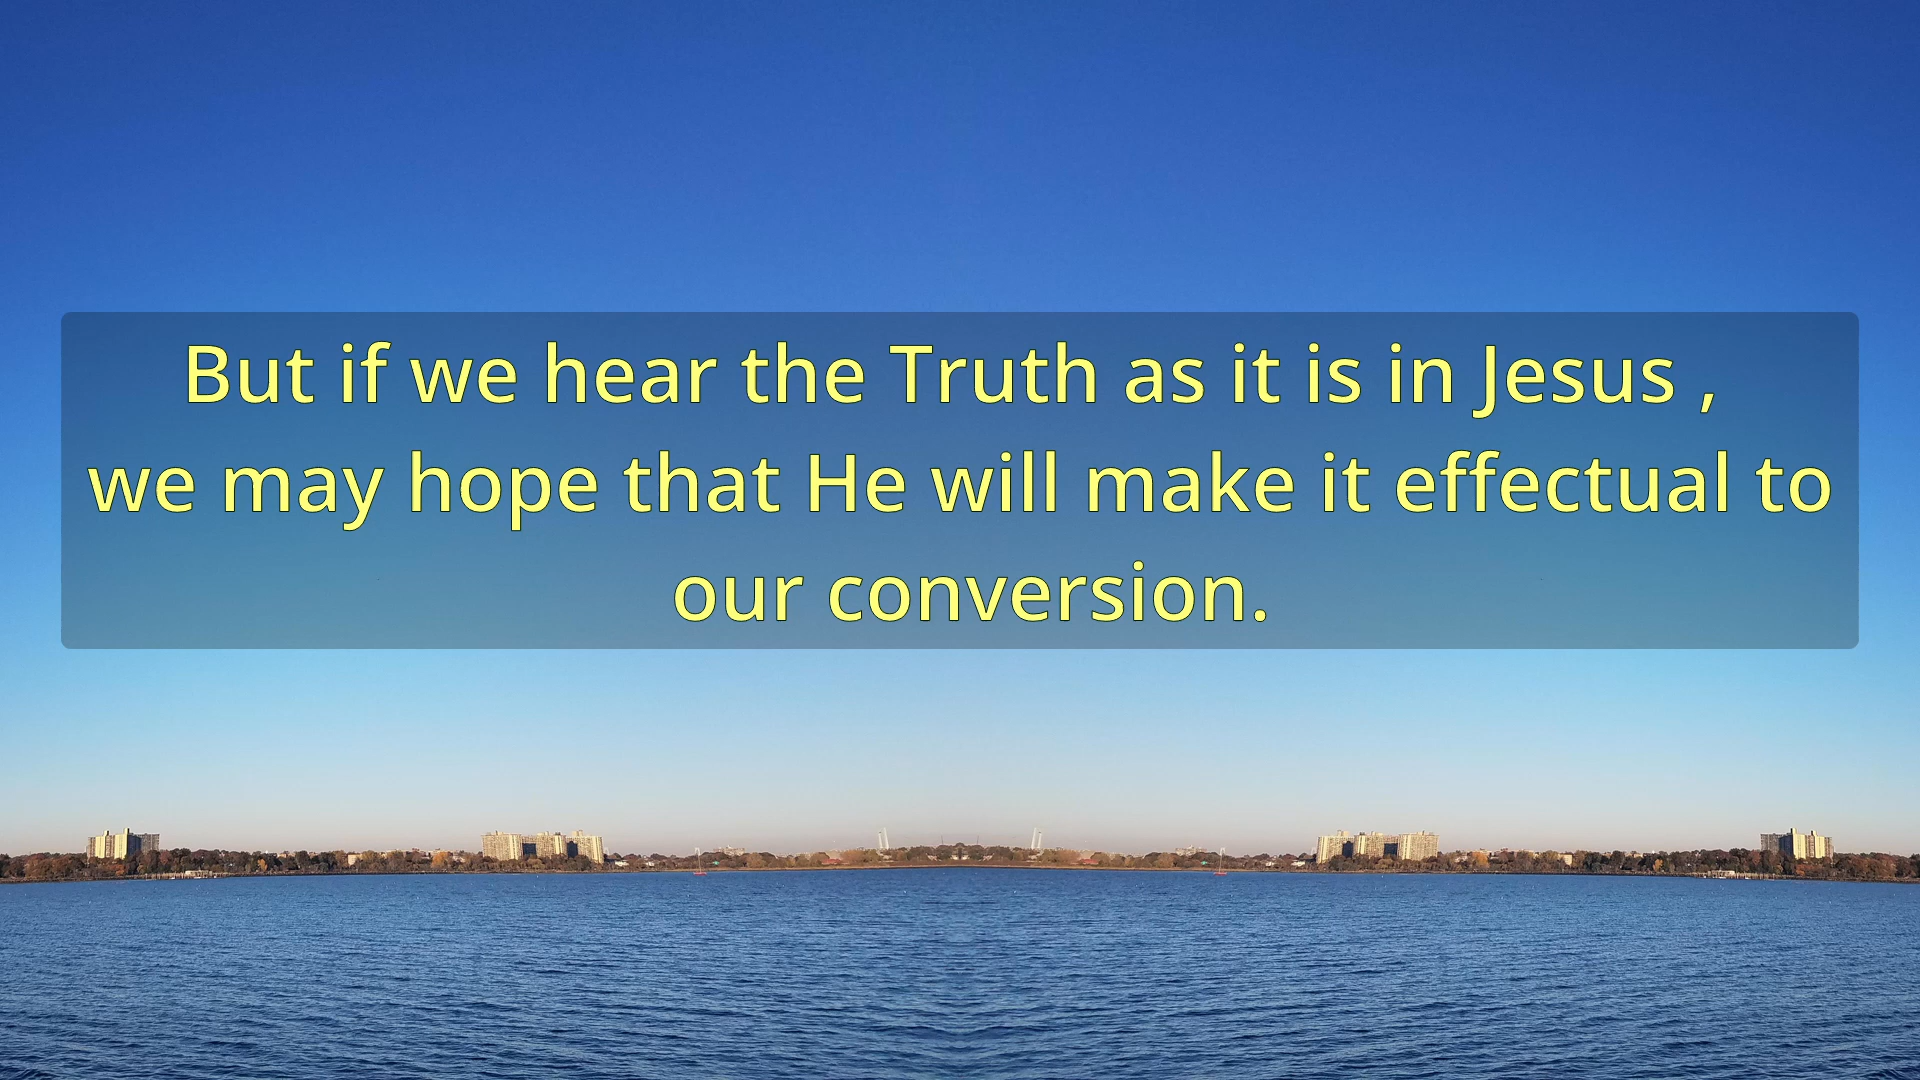 But if we hear the Truth as it is in Jesus ,
we may hope that He will make it effectual to
our conversion.